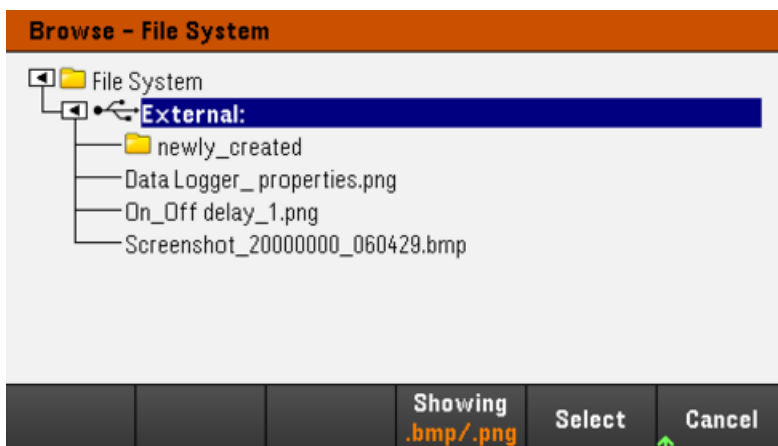 Browse - File System
File System
External:
newly_created
Data Logger_ properties.png
On_Off delay_1.png
Screenshot_20000000_060429.bmp
Showing
.bmp/.png
Select
Cancel